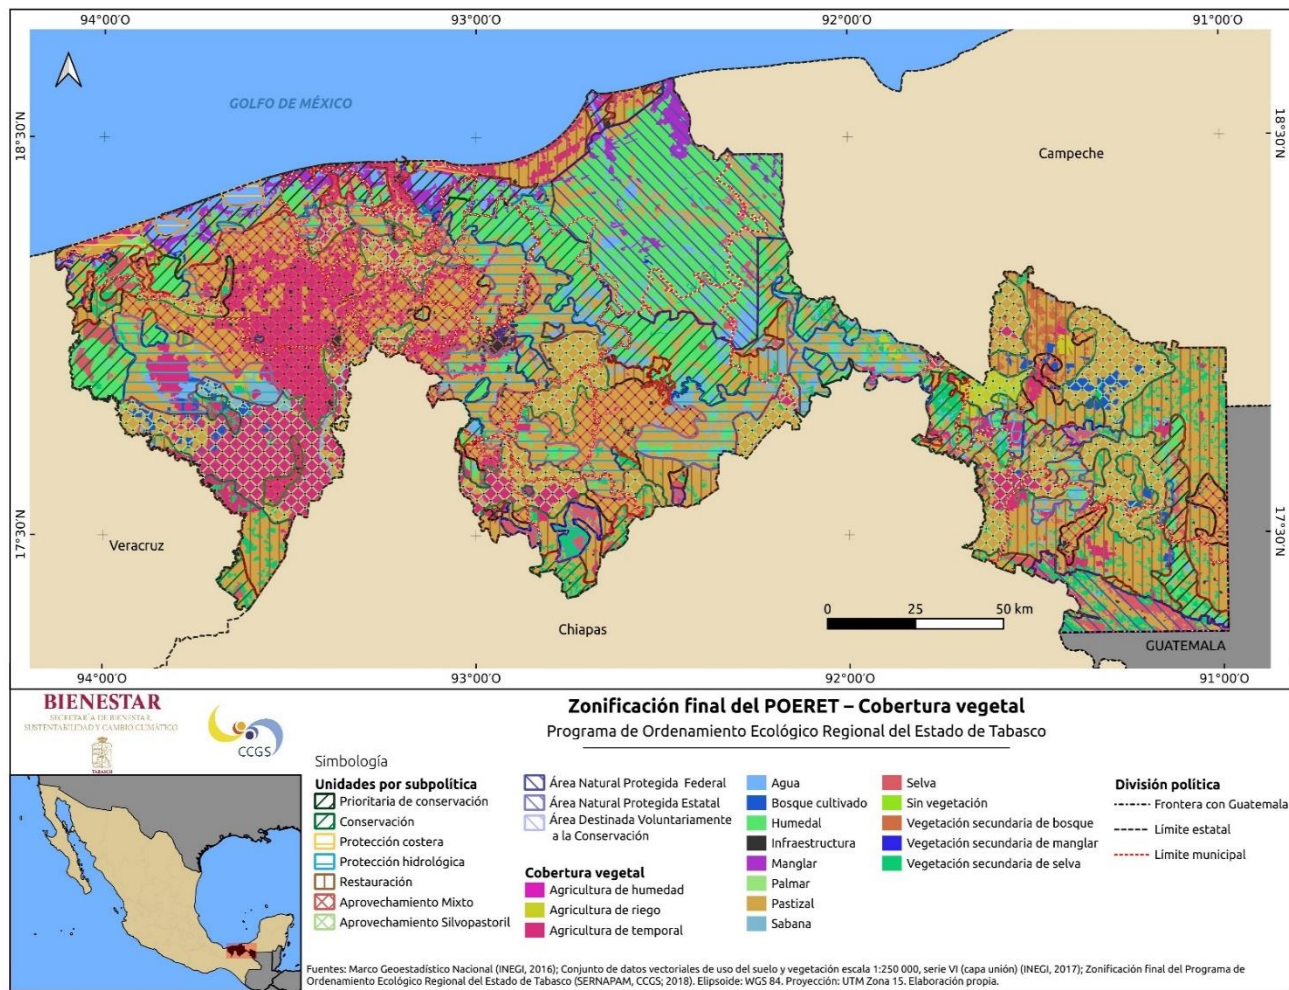 94°00′O 93°00′O 92°00′O 91°00′O
GOLFO DE MÉXICO
18°30′N
18°30′N
Campeche
17°30′N
17°30′N
Veracruz
0 25 50 km
Chiapas
GUATEMALA
94°00′O 93°00′O 92°00′O 91°00′O
BIENESTAR
SECRETARÍA DE BIENESTAR,
SUSTENTABILIDAD Y CAMBIO CLIMÁTICO
TABASCO
CCGS
Zonificación final del POERET – Cobertura vegetal
Programa de Ordenamiento Ecológico Regional del Estado de Tabasco
Simbología
Unidades por subpolítica
Prioritaria de conservación
Conservación
Protección costera
Protección hidrológica
Restauración
Aprovechamiento Mixto
Aprovechamiento Silvopastoril
Área Natural Protegida Federal
Área Natural Protegida Estatal
Área Destinada Voluntariamente
a la Conservación
Cobertura vegetal
Agricultura de humedad
Agricultura de riego
Agricultura de temporal
Agua
Bosque cultivado
Humedal
Infraestructura
Manglar
Palmar
Pastizal
Sabana
Selva
Sin vegetación
Vegetación secundaria de bosque
Vegetación secundaria de manglar
Vegetación secundaria de selva
División política
Frontera con Guatemala
Límite estatal
Límite municipal
Fuentes: Marco Geoestadístico Nacional (INEGI, 2016); Conjunto de datos vectoriales de uso del suelo y vegetación escala 1:250 000, serie VI (capa unión) (INEGI, 2017); Zonificación final del Programa de
Ordenamiento Ecológico Regional del Estado de Tabasco (SERNAPAM, CCGS; 2018). Elipsoide: WGS 84. Proyección: UTM Zona 15. Elaboración propia.